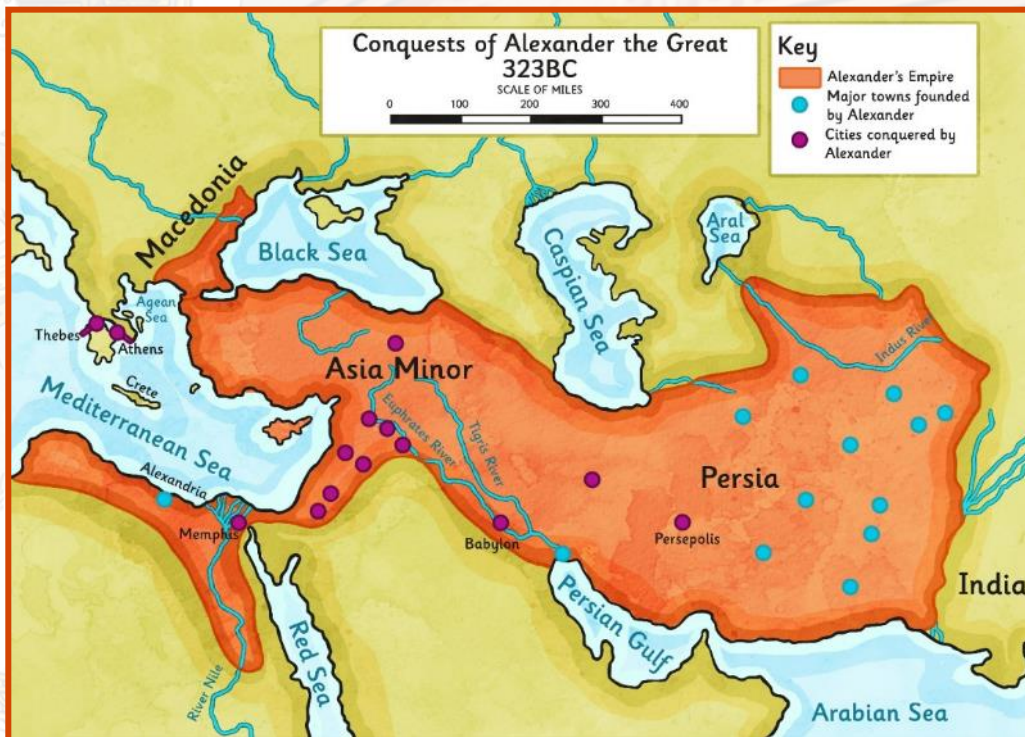 Conquests of Alexander the Great
323BC
SCALE OF MILES
0 100 200 300 400
Key
Alexander's Empire
Major towns founded
by Alexander
Cities conquered by
Alexander
Macedonia
Black Sea
Caspian Sea
Aral
Sea
Agean
Sea
Thebes
Athens
Crete
Mediterranean Sea
Asia Minor
Euphrates River
Tigris River
Indus River
Persia
Alexandria
Memphis
Babylon
Persepolis
India
Persian Gulf
Red Sea
River Nile
Arabian Sea